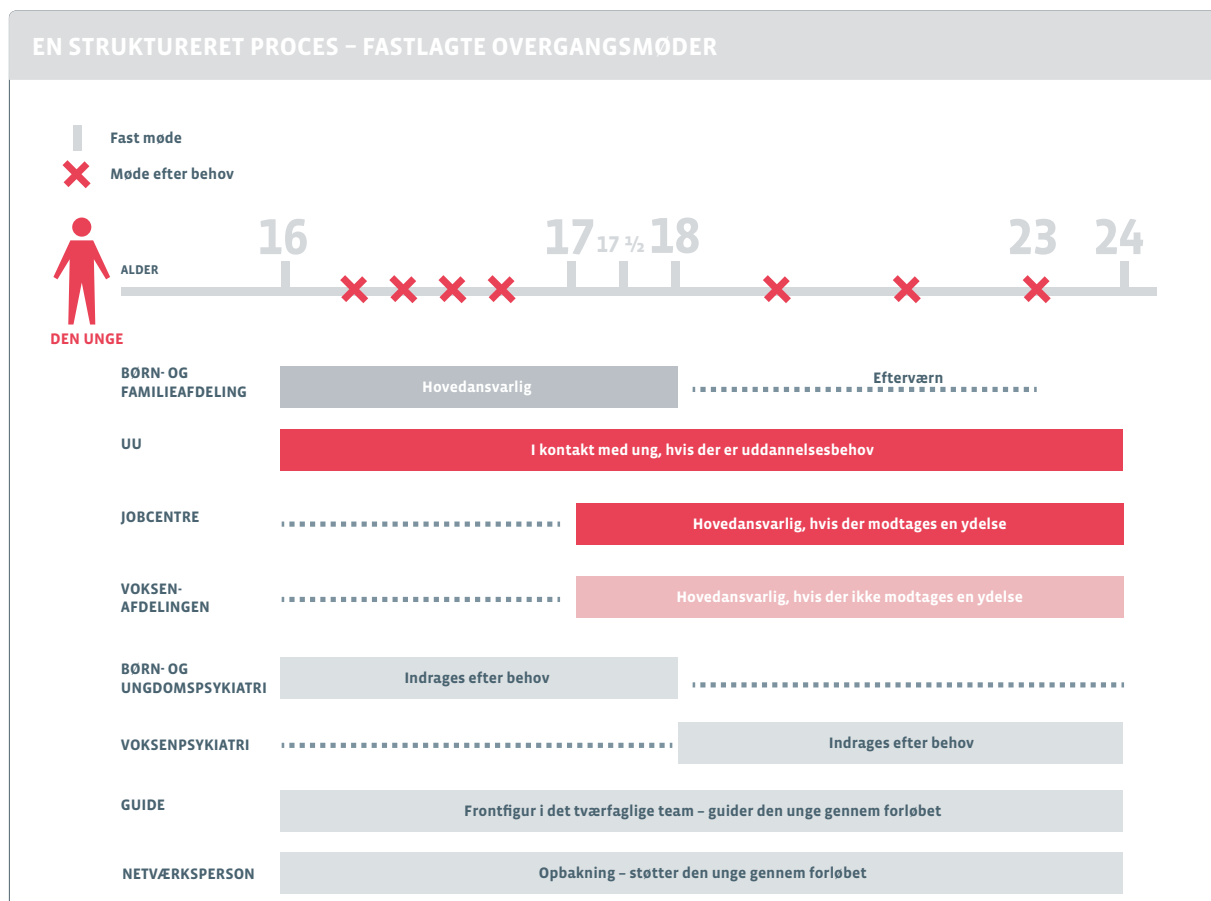 EN STRUKTURERET PROCES – FASTLAGTE OVERGANGSMØDER
Fast møde
Møde efter behov
16
17
17 ½
18
23
24
ALDER
DEN UNGE
BØRN- OG
FAMILIEAFDELING
Hovedansvarlig
Efterværn
UU
I kontakt med ung, hvis der er uddannelsesbehov
JOBCENTRE
Hovedansvarlig, hvis der modtages en ydelse
VOKSEN-
AFDELINGEN
Hovedansvarlig, hvis der ikke modtages en ydelse
BØRN- OG
UNGDOMSPSYKIATRI
Indrages efter behov
VOKSENPSYKIATRI
Indrages efter behov
GUIDE
Frontfigur i det tværfaglige team – guider den unge gennem forløbet
NETVÆRKSPERSON
Opbakning – støtter den unge gennem forløbet